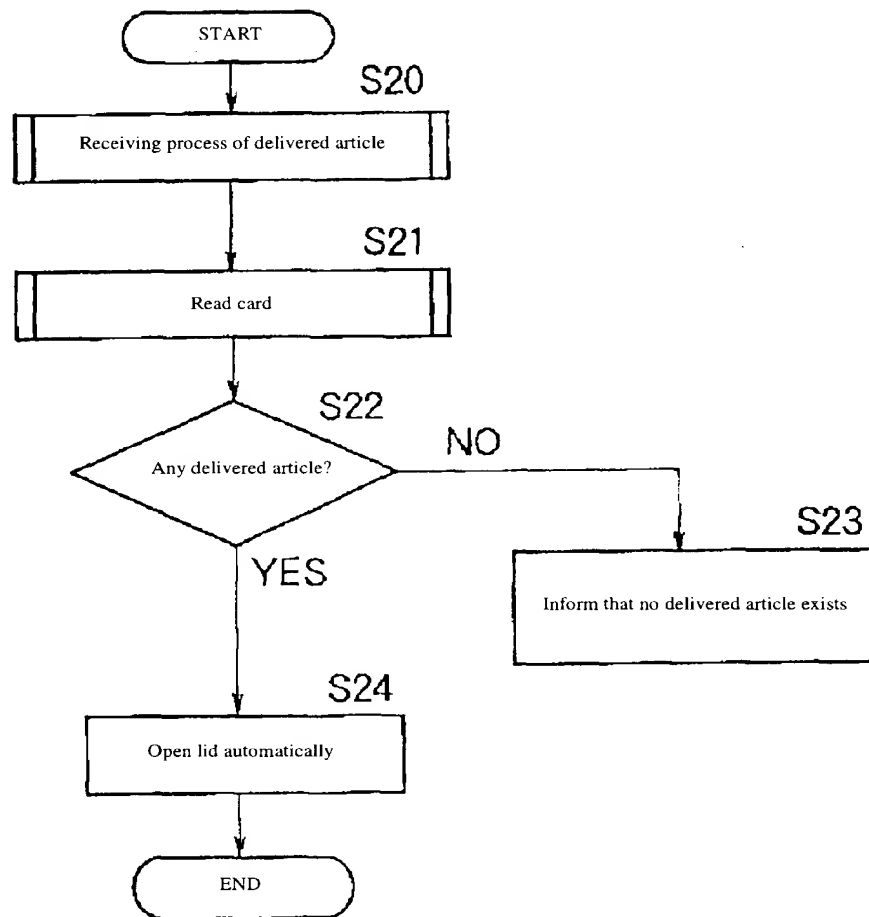 START
S20
Receiving process of delivered article
S21
Read card
S22
Any delivered article?
NO
S23
YES
Inform that no delivered article exists
S24
Open lid automatically
END